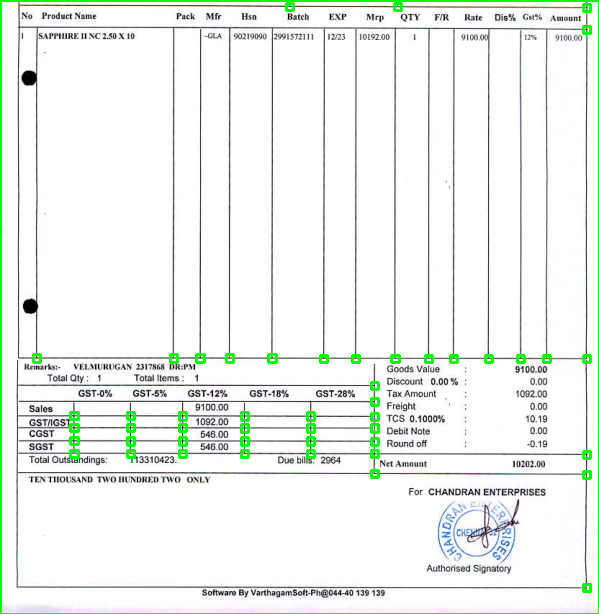 No Product Name Pack Mfr Hsn Batch EXP Mrp QTY F/R Rate Dis% Gst% Amount
1 SAPPHIRE II NC 2.50 X 10 ~GLA 90219090 2991572111 12/23 10192.00 1 9100.00 12% 9100.00
Remarks:- VELMURUGAN 2317868 DR:PM
Total Qty : 1 Total Items : 1
GST-0% GST-5% GST-12% GST-18% GST-28%
Sales 9100.00
GST/IGST 1092.00
CGST 546.00
SGST 546.00
Total Outstandings: 113310423. Due bills: 2964
Goods Value : 9100.00
Discount 0.00 % : 0.00
Tax Amount : 1092.00
Freight : 0.00
TCS 0.1000% : 10.19
Debit Note : 0.00
Round off : -0.19
Net Amount 10202.00
TEN THOUSAND TWO HUNDRED TWO ONLY
For CHANDRAN ENTERPRISES
CHANDRAN ENTERPRISES
Authorised Signatory
Software By VarthagamSoft-Ph@044-40 139 139